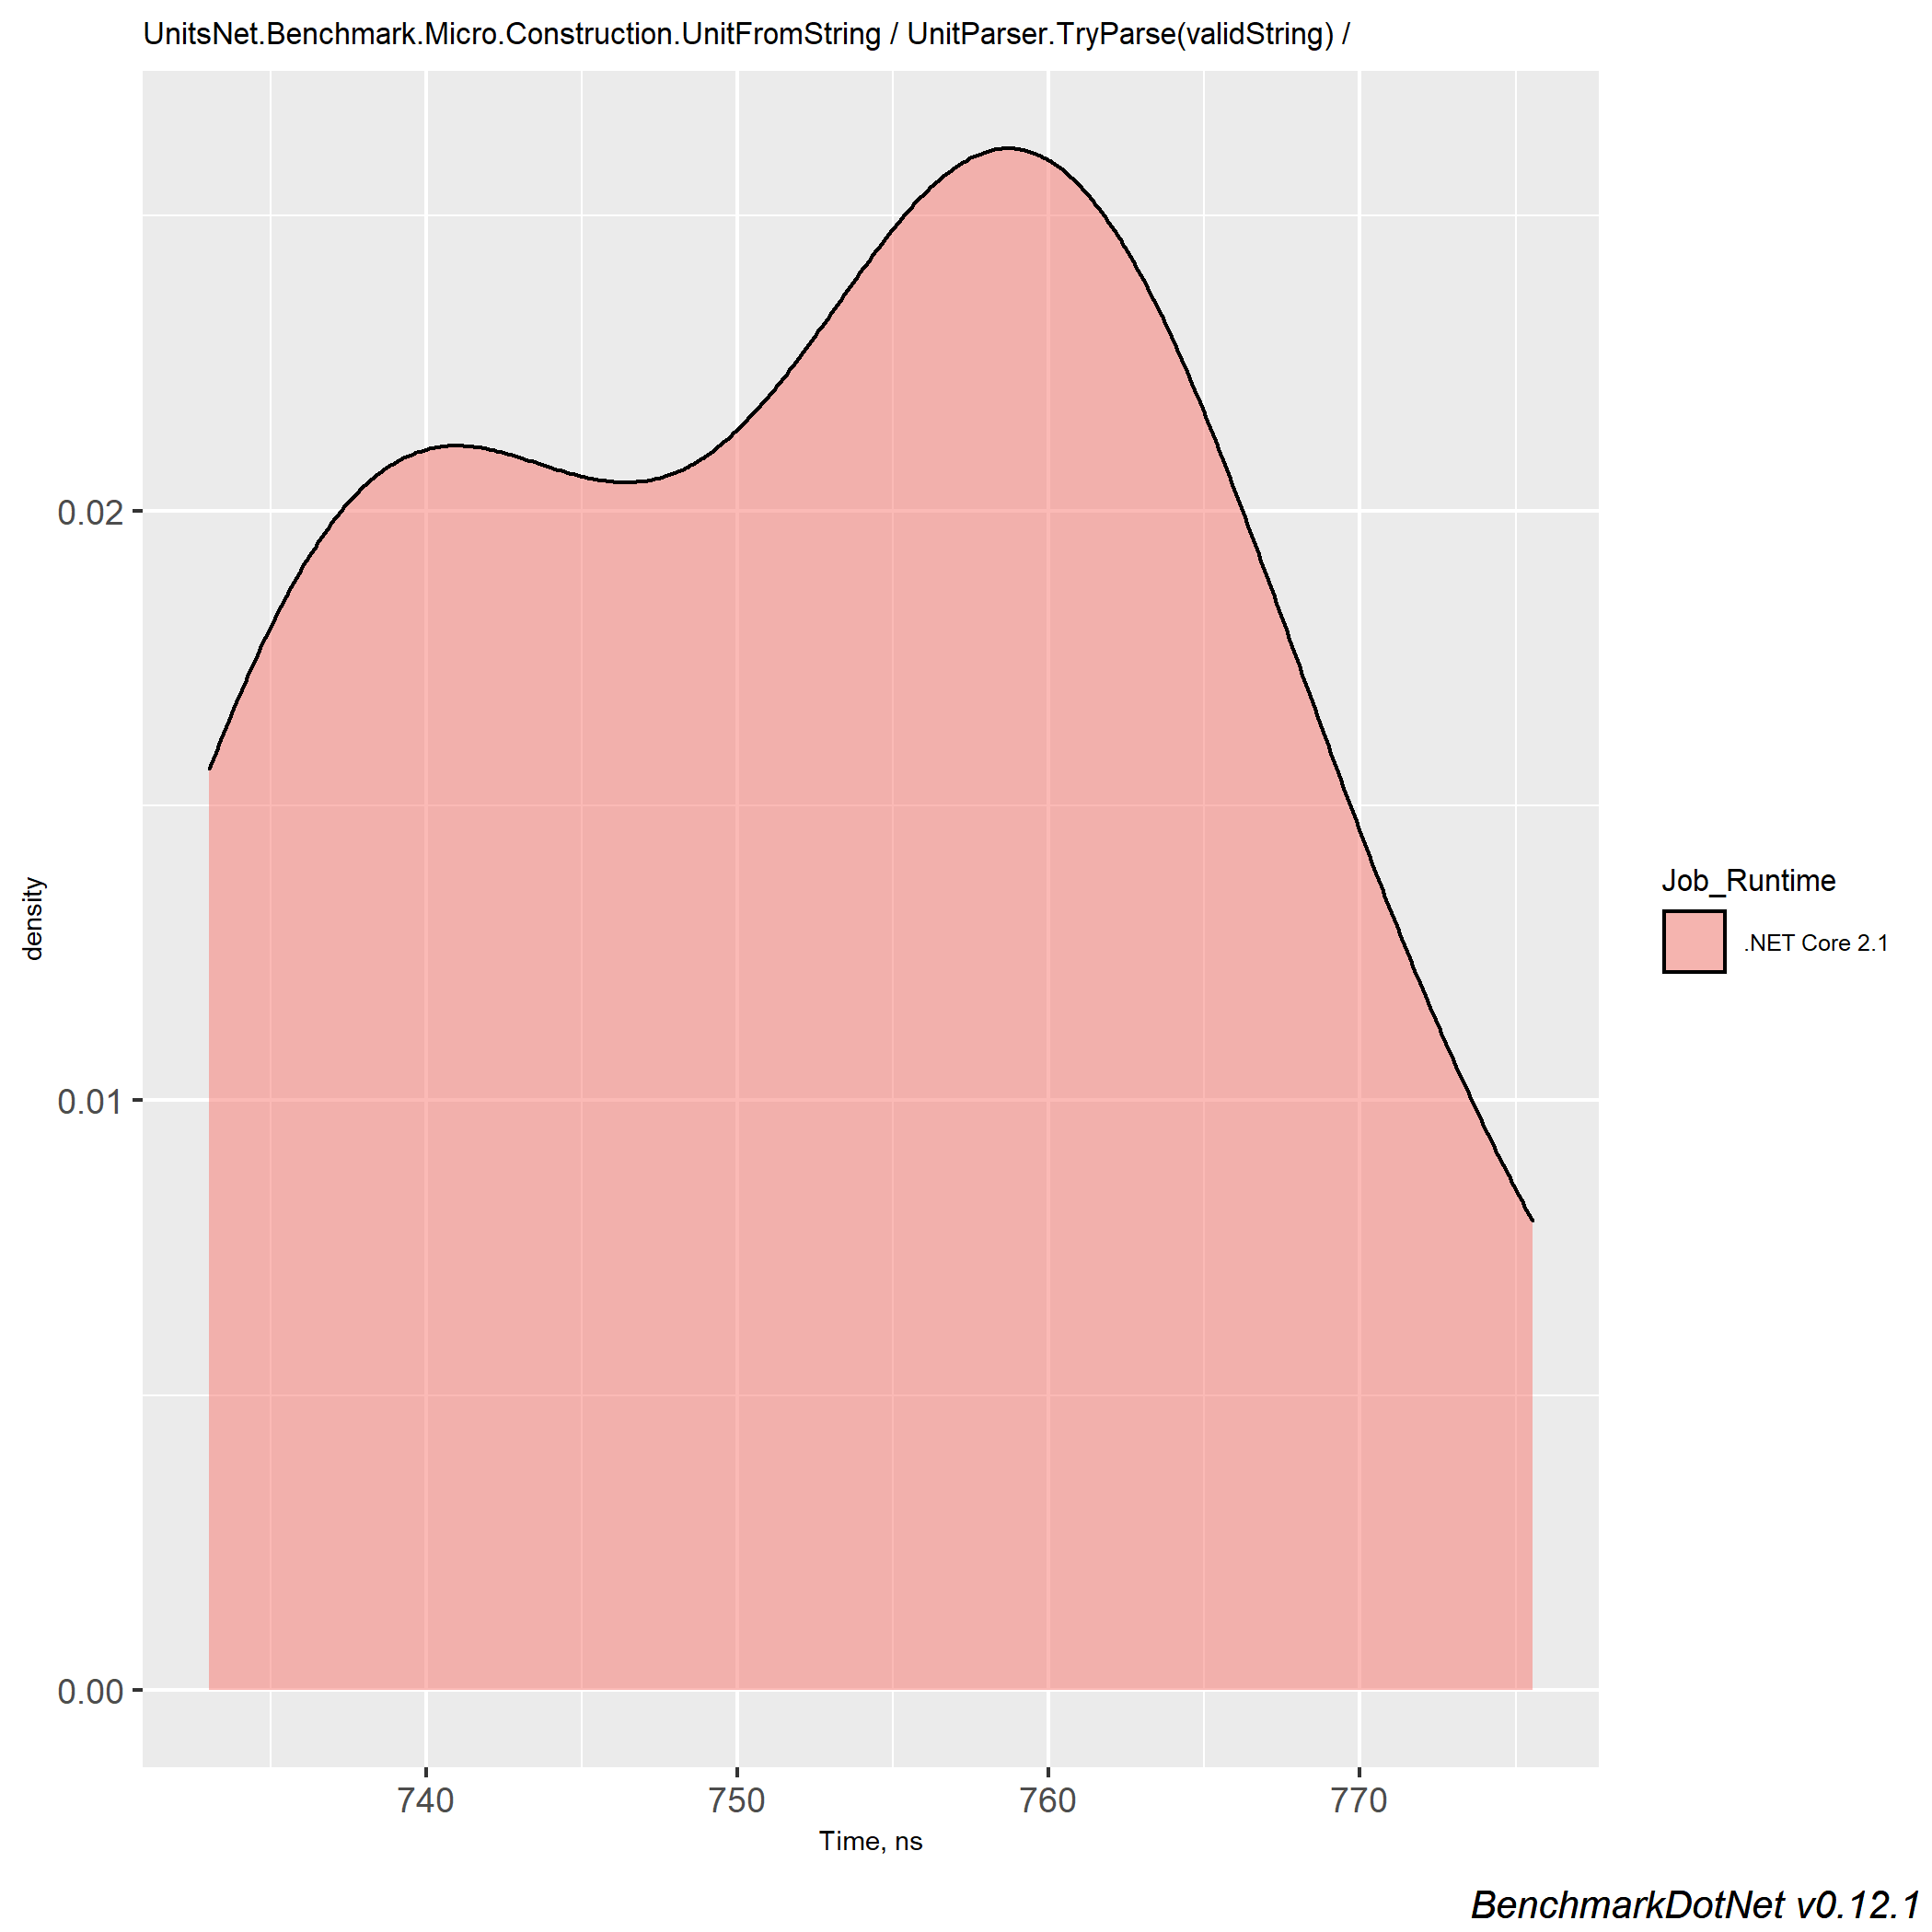 UnitsNet.Benchmark.Micro.Construction.UnitFromString / UnitParser.TryParse(validString) /
density
0.02
0.01
0.00
740 750 760 770
Time, ns
Job_Runtime
.NET Core 2.1
BenchmarkDotNet v0.12.1